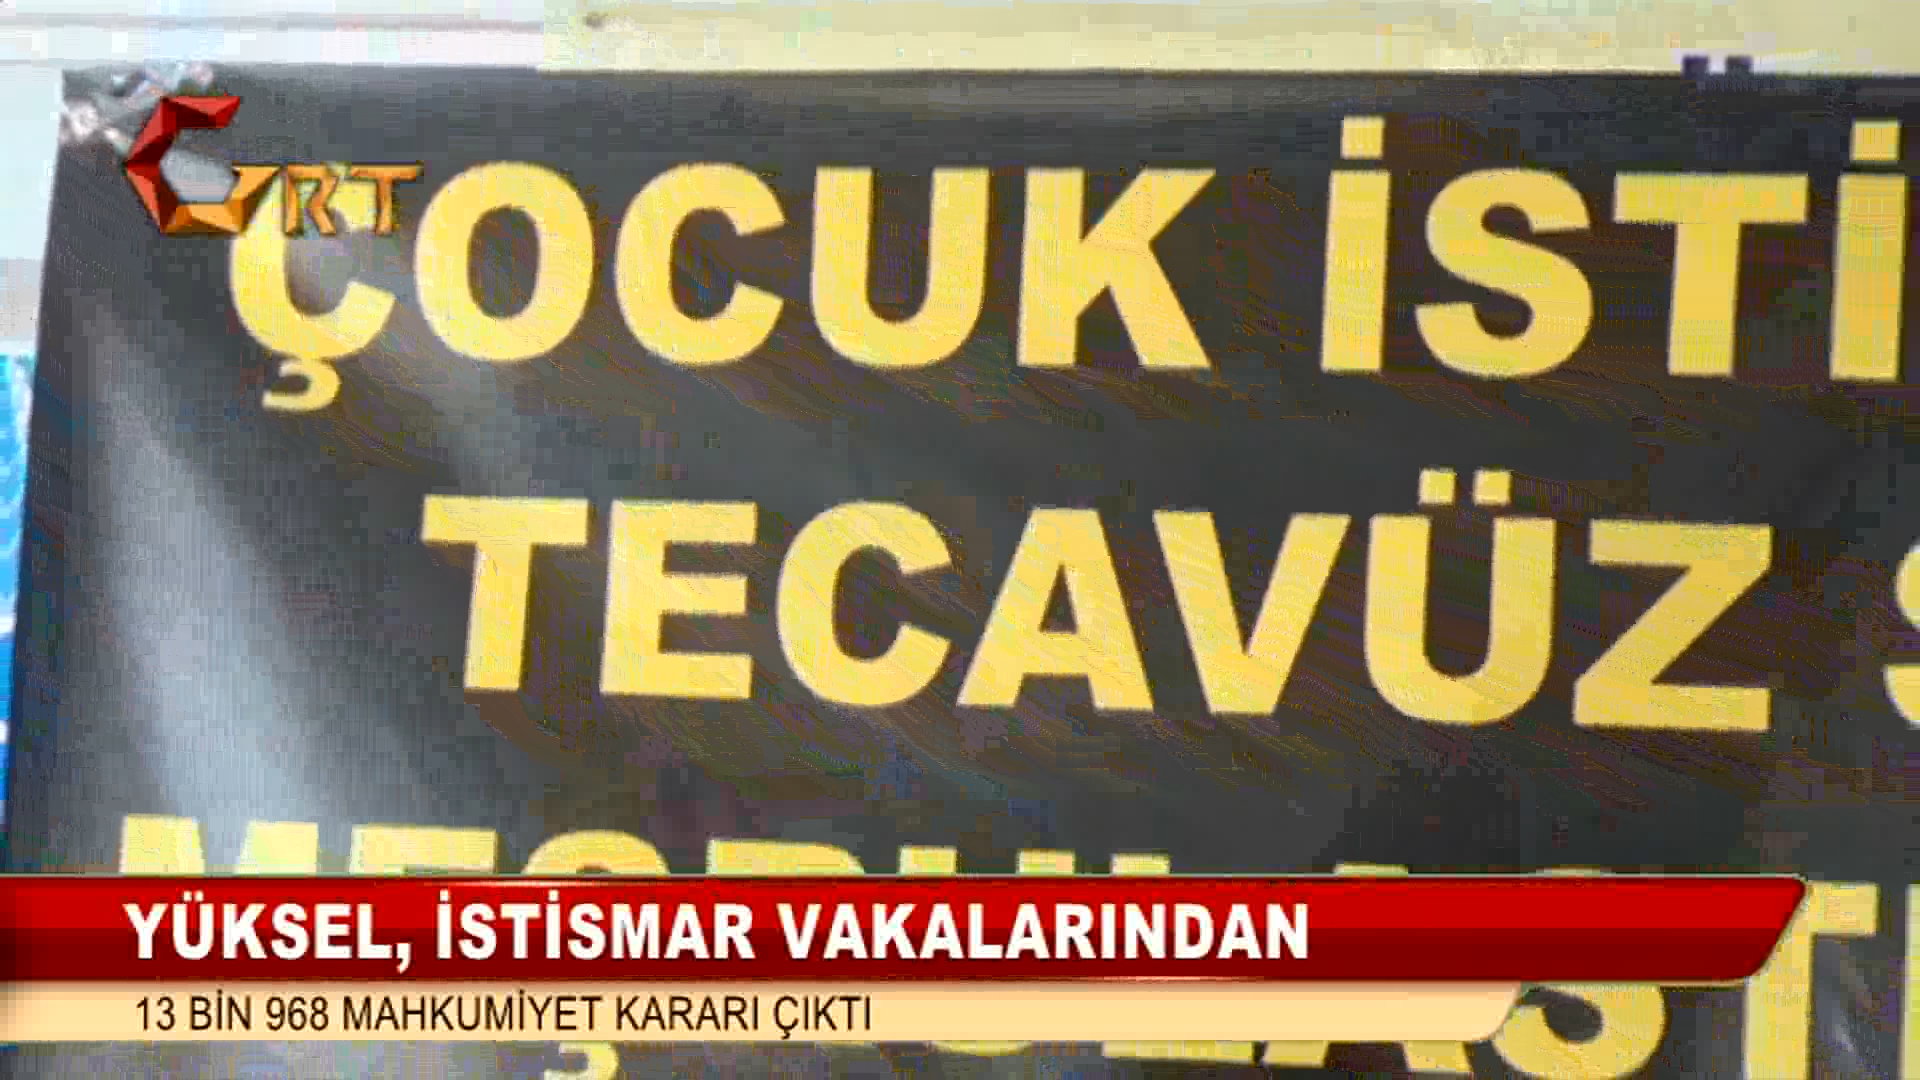 GRT
ÇOCUK İSTİ
TECAVÜZ
YÜKSEL, İSTİSMAR VAKALARINDAN
13 BİN 968 MAHKUMİYET KARARI ÇIKTI